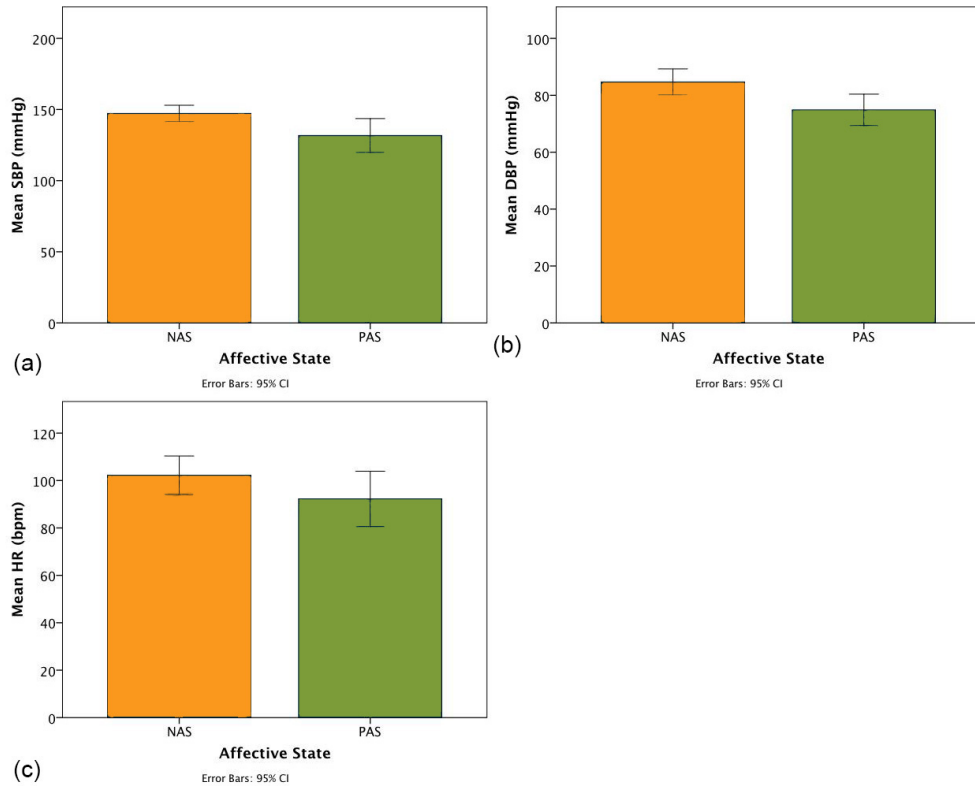 200
150
100
50
0
Mean SBP (mmHg)
NAS
PAS
Affective State
Error Bars: 95% CI
(a)
100
80
60
40
20
0
Mean DBP (mmHg)
NAS
PAS
Affective State
Error Bars: 95% CI
(b)
120
100
80
60
40
20
0
Mean HR (bpm)
NAS
PAS
Affective State
Error Bars: 95% CI
(c)